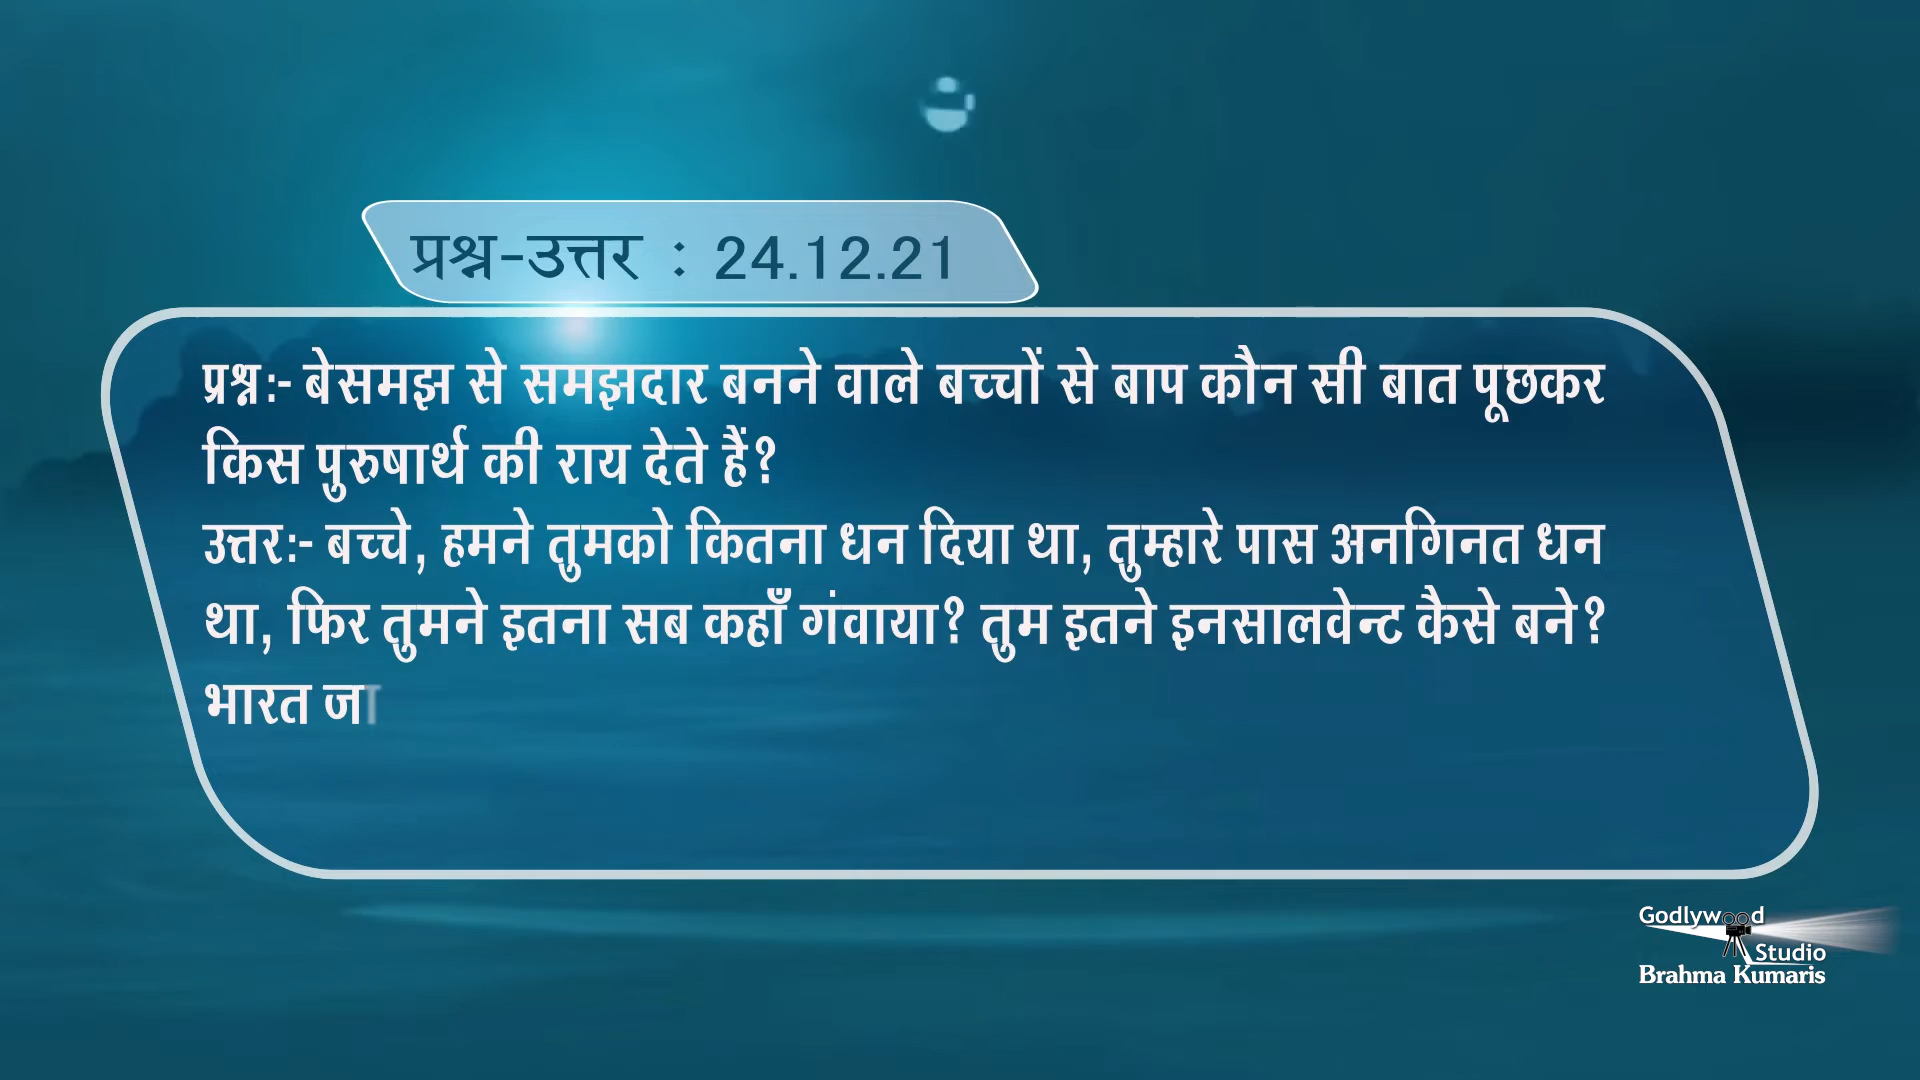 प्रश्न-उत्तर : 24.12.21
प्रश्न:- बेसमझ से समझदार बनने वाले बच्चों से बाप कौन सी बात पूछकर
किस पुरुषार्थ की राय देते हैं?
उत्तर:- बच्चे, हमने तुमको कितना धन दिया था, तुम्हारे पास अनगिनत धन
था, फिर तुमने इतना सब कहाँ गंवाया? तुम इतने इनसालवेन्ट कैसे बने?
भारत जा
Godlywood
Studio
Brahma Kumaris